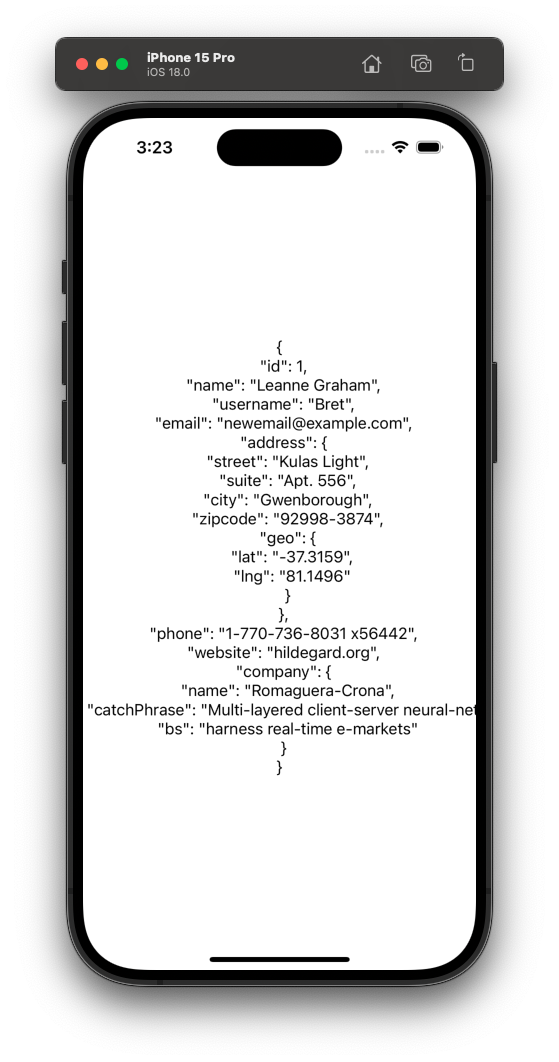 iPhone 15 Pro
iOS 18.0
3:23
{
"id": 1,
"name": "Leanne Graham",
"username": "Bret",
"email": "newemail@example.com",
"address": {
"street": "Kulas Light",
"suite": "Apt. 556",
"city": "Gwenborough",
"zipcode": "92998-3874",
"geo": {
"lat": "-37.3159",
"lng": "81.1496"
}
},
"phone": "1-770-736-8031 x56442",
"website": "hildegard.org",
"company": {
"name": "Romaguera-Crona",
"catchPhrase": "Multi-layered client-server neural-net
"bs": "harness real-time e-markets"
}
}